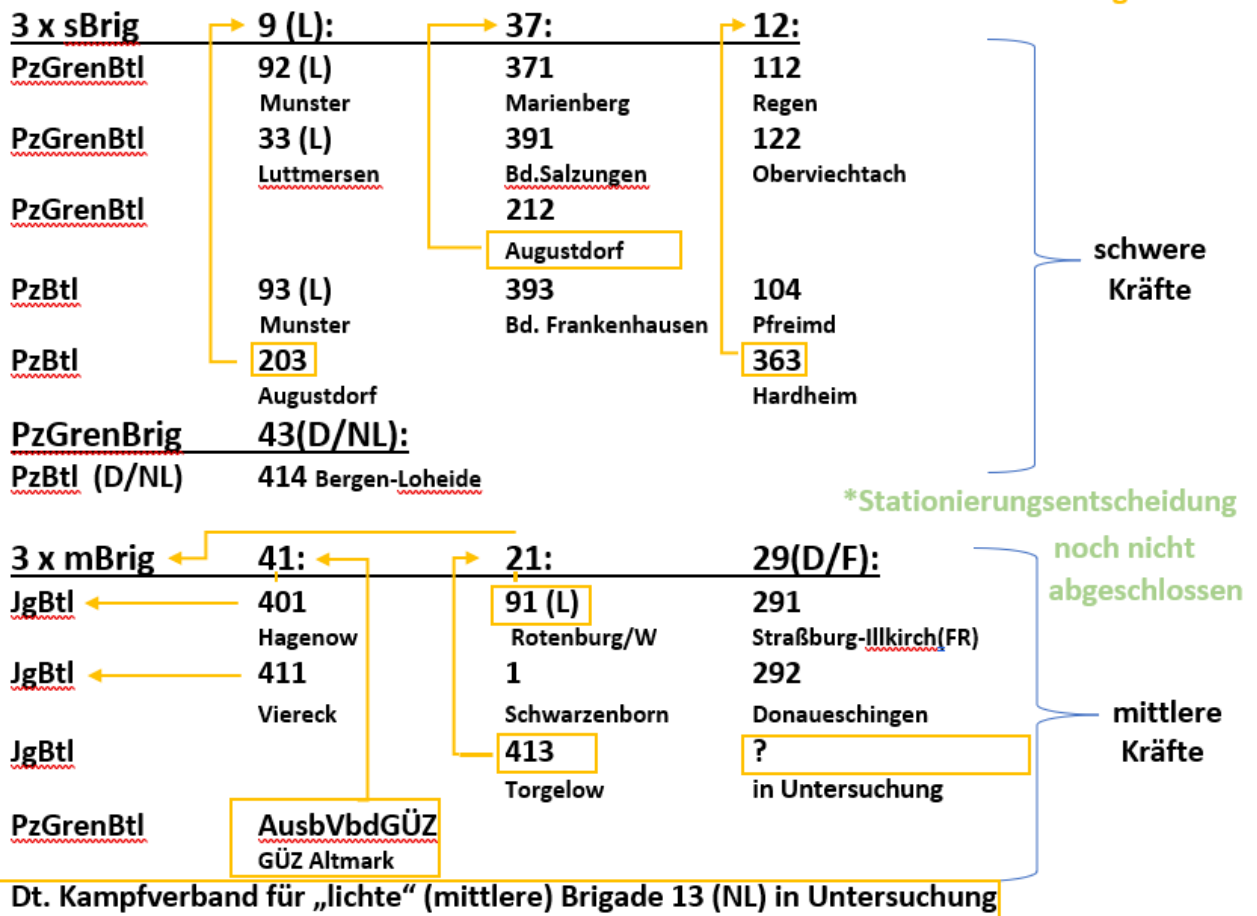 3 x sBrig 9 (L): 37: 12:
PzGrenBtl 92 (L) 371 112
Munster Marienberg Regen
PzGrenBtl 33 (L) 391 122
Luttmersen Bd.Salzungen Oberviechtach
PzGrenBtl 212
Augustdorf
schwere
Kräfte
PzBtl 93 (L) 393 104
Munster Bd. Frankenhausen Pfreimd
PzBtl 203 363
Augustdorf Hardheim
PzGrenBrig 43(D/NL):
PzBtl (D/NL) 414 Bergen-Loheide
*Stationierungsentscheidung
noch nicht
abgeschlossen
3 x mBrig 41: 21: 29(D/F):
JgBtl 401 91 (L) 291
Hagenow Rotenburg/W Straßburg-Illkirch(FR)
JgBtl 411 1 292
Viereck Schwarzenborn Donaueschingen
mittlere
Kräfte
JgBtl 413 ?
Torgelow in Untersuchung
PzGrenBtl AusbVbdGÜZ
GÜZ Altmark
Dt. Kampfverband für „lichte“ (mittlere) Brigade 13 (NL) in Untersuchung